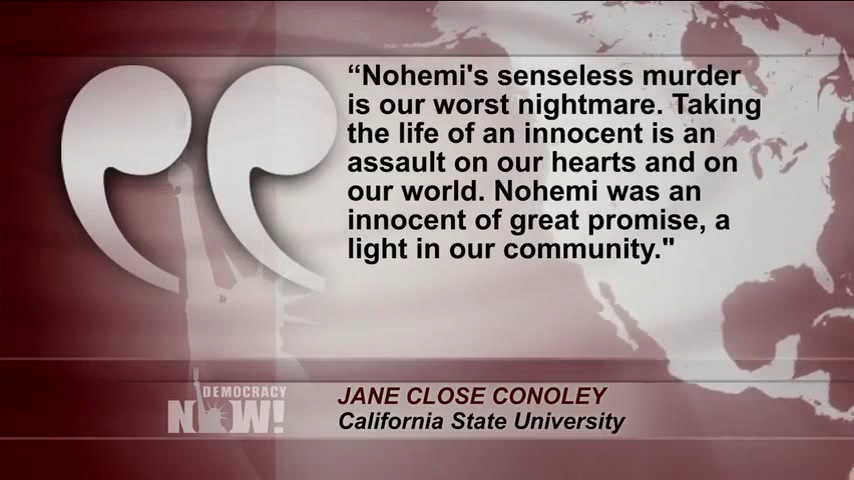 “Nohemi's senseless murder
is our worst nightmare. Taking
the life of an innocent is an
assault on our hearts and on
our world. Nohemi was an
innocent of great promise, a
light in our community."
DEMOCRACY
NOW!
JANE CLOSE CONOLEY
California State University